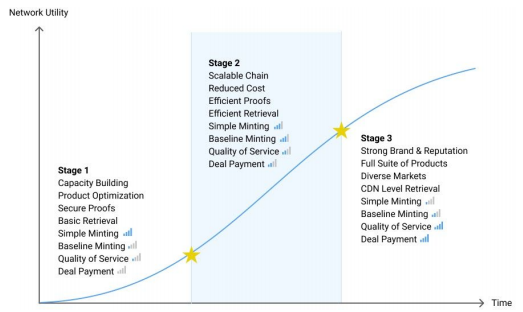 Network Utility
Stage 1
Capacity Building
Product Optimization
Secure Proofs
Basic Retrieval
Simple Minting
Baseline Minting
Quality of Service
Deal Payment
Stage 2
Scalable Chain
Reduced Cost
Efficient Proofs
Efficient Retrieval
Simple Minting
Baseline Minting
Quality of Service
Deal Payment
Stage 3
Strong Brand & Reputation
Full Suite of Products
Diverse Markets
CDN Level Retrieval
Simple Minting
Baseline Minting
Quality of Service
Deal Payment
Time